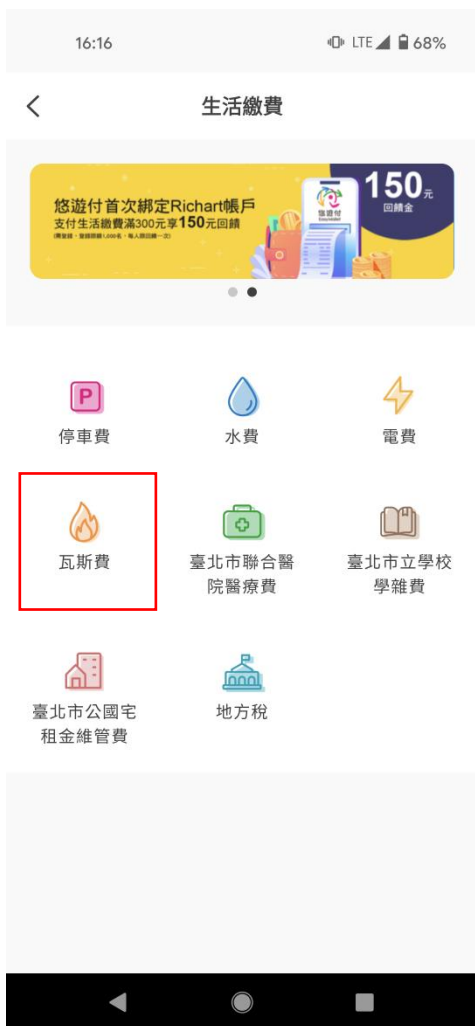 16:16
LTE 68%
生活繳費
悠遊付首次綁定Richart帳戶
支付生活繳費滿300元享150元回饋
150元
回饋金
悠遊付
P
停車費
水費
電費
瓦斯費
臺北市聯合醫
院醫療費
臺北市立學校
學雜費
臺北市公國宅
租金維管費
地方稅